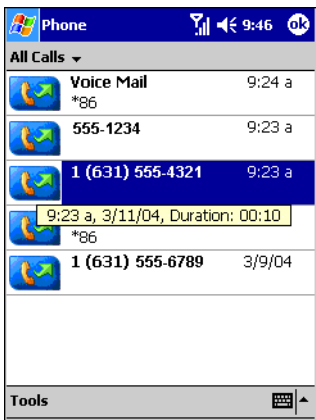 Phone 9:46 ok
All Calls
Voice Mail 9:24 a
*86
555-1234 9:23 a
1 (631) 555-4321 9:23 a
9:23 a, 3/11/04, Duration: 00:10
*86
1 (631) 555-6789 3/9/04
Tools